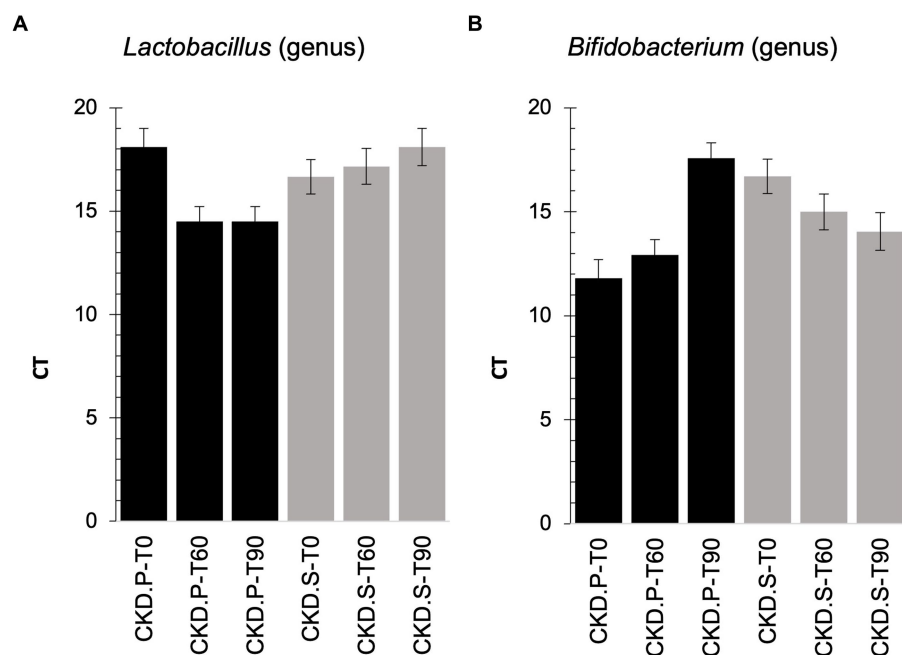 A
Lactobacillus (genus)
CT
20
15
10
5
0
CKD.P-T0
CKD.P-T60
CKD.P-T90
CKD.S-T0
CKD.S-T60
CKD.S-T90
B
Bifidobacterium (genus)
CT
20
15
10
5
0
CKD.P-T0
CKD.P-T60
CKD.P-T90
CKD.S-T0
CKD.S-T60
CKD.S-T90